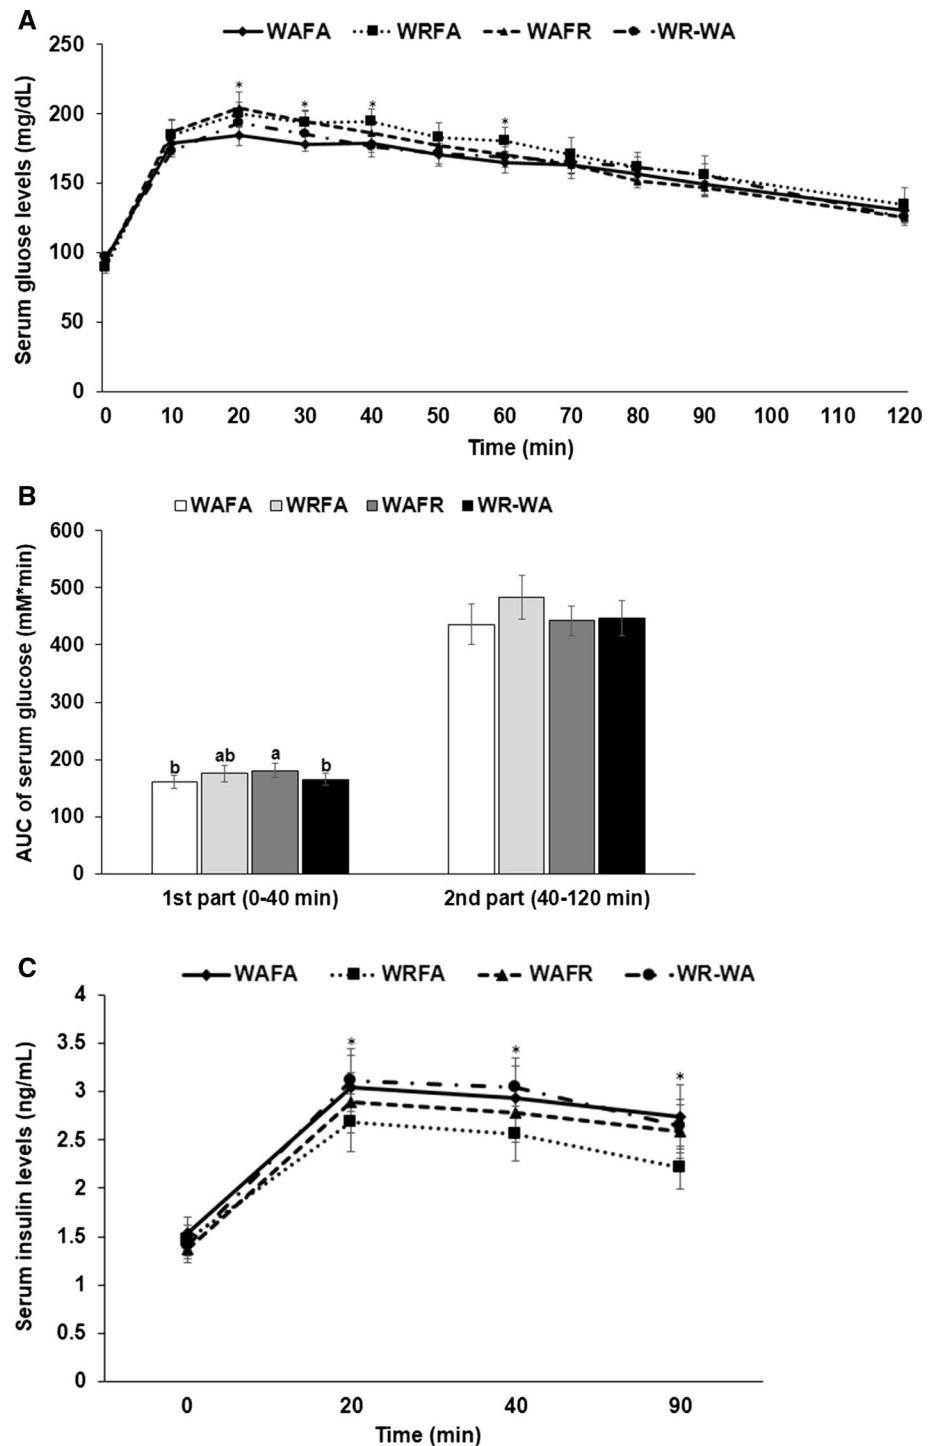 A
WAFA WRFA WAFR WR-WA
250
200
150
100
50
0
Serum gluose levels (mg/dL)
* * * *
0 10 20 30 40 50 60 70 80 90 100 110 120
Time (min)
B
WAFA WRFA WAFR WR-WA
600
500
400
300
200
100
0
AUC of serum glucose (mM*min)
b ab a b
1st part (0-40 min) 2nd part (40-120 min)
C
WAFA WRFA WAFR WR-WA
4
3.5
3
2.5
2
1.5
1
0.5
0
Serum insulin levels (ng/mL)
* * *
0 20 40 90
Time (min)